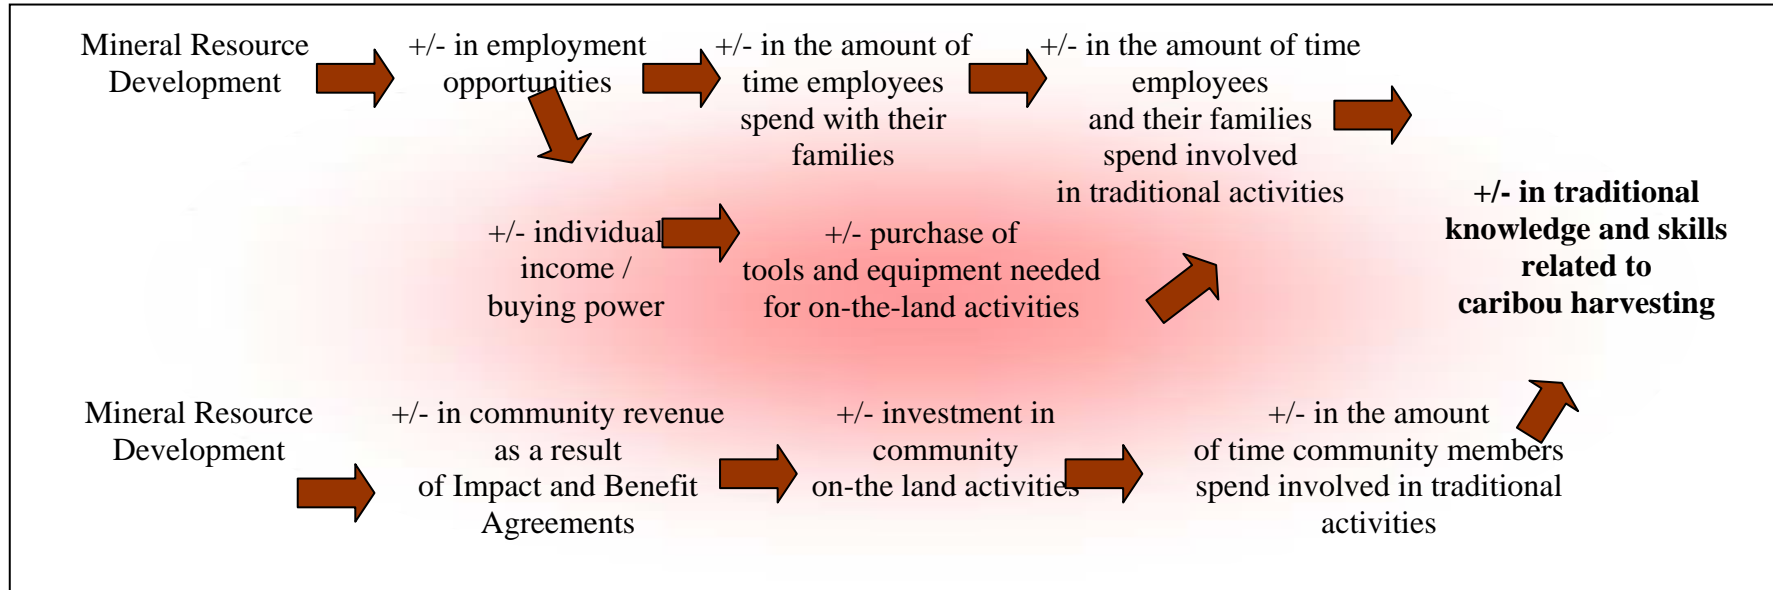 Mineral Resource
Development
+/- in employment
opportunities
+/- in the amount of
time employees
spend with their
families
+/- in the amount of time
employees
and their families
spend involved
in traditional activities
+/- individual
income /
buying power
+/- purchase of
tools and equipment needed
for on-the-land activities
+/- in traditional
knowledge and skills
related to
caribou harvesting
Mineral Resource
Development
+/- in community revenue
as a result
of Impact and Benefit
Agreements
+/- investment in
community
on-the land activities
+/- in the amount
of time community members
spend involved in traditional
activities